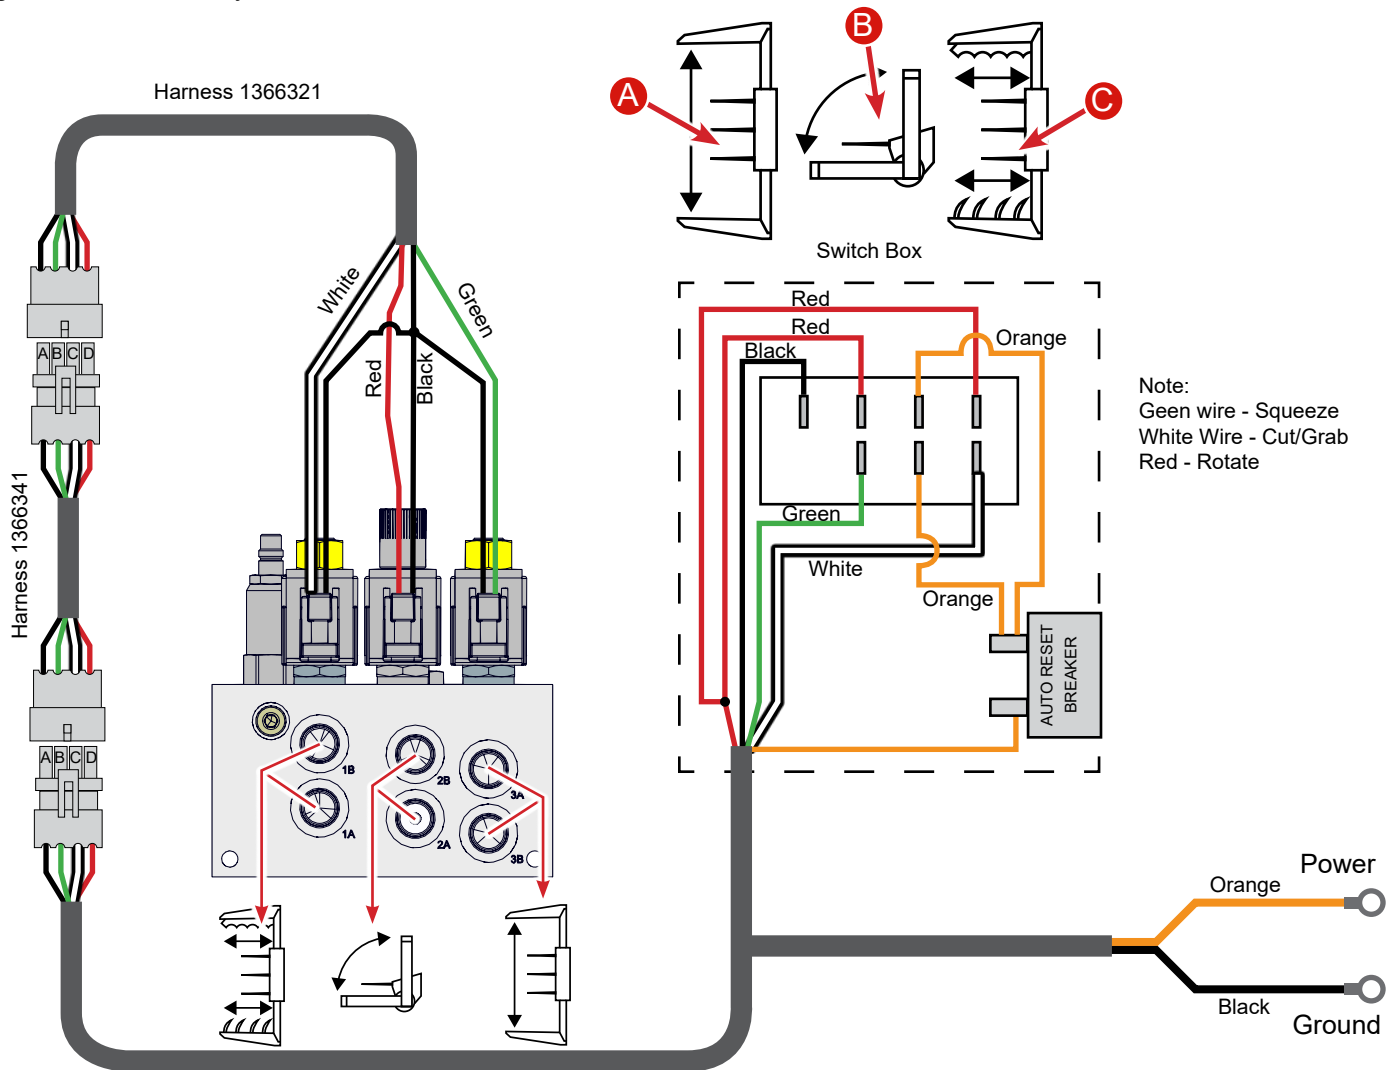 B
A
C
Harness 1366321
Switch Box
White
Green
Red
Black
Red
Red
Black
Orange
Green
White
Orange
AUTO RESET
BREAKER
Note:
Geen wire - Squeeze
White Wire - Cut/Grab
Red - Rotate
A B C D
Harness 1366341
A B C D
1B
1A
2B
2A
3A
3B
Power
Orange
Black
Ground